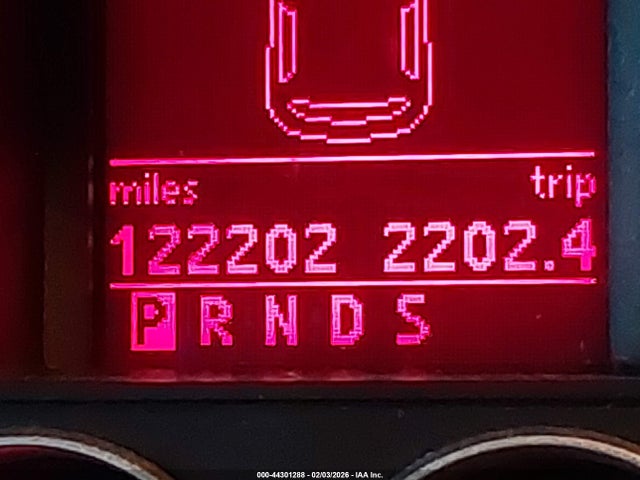 miles trip
122202 2202.4
P R N D S
000-44301288 - 02/03/2026 - IAA Inc.